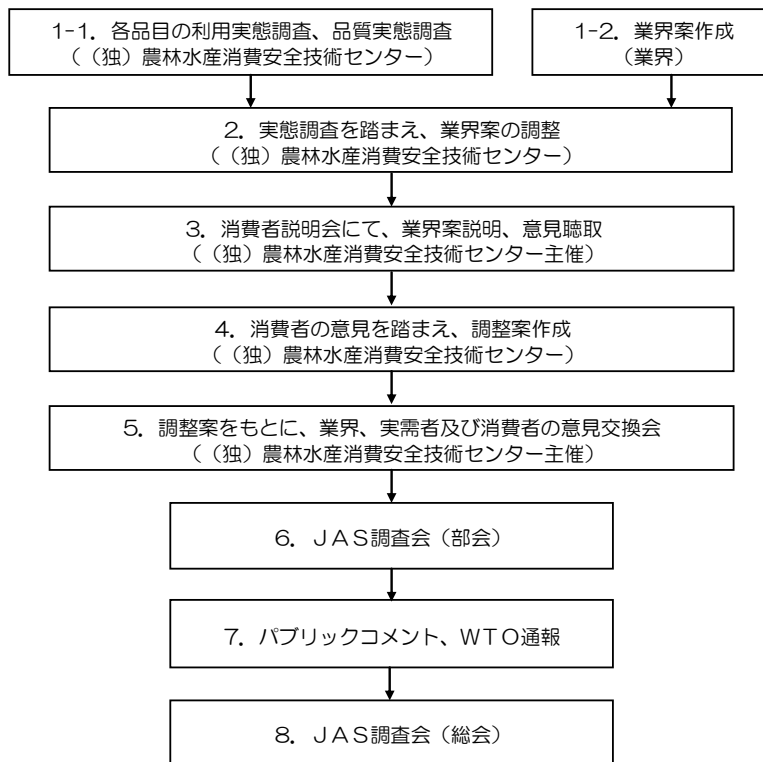 1-1．各品目の利用実態調査、品質実態調査
（（独）農林水産消費安全技術センター）
1-2．業界案作成
（業界）
2．実態調査を踏まえ、業界案の調整
（（独）農林水産消費安全技術センター）
3．消費者説明会にて、業界案説明、意見聴取
（（独）農林水産消費安全技術センター主催）
4．消費者の意見を踏まえ、調整案作成
（（独）農林水産消費安全技術センター）
5．調整案をもとに、業界、実需者及び消費者の意見交換会
（（独）農林水産消費安全技術センター主催）
6．ＪＡＳ調査会（部会）
7．パブリックコメント、ＷＴＯ通報
8．ＪＡＳ調査会（総会）